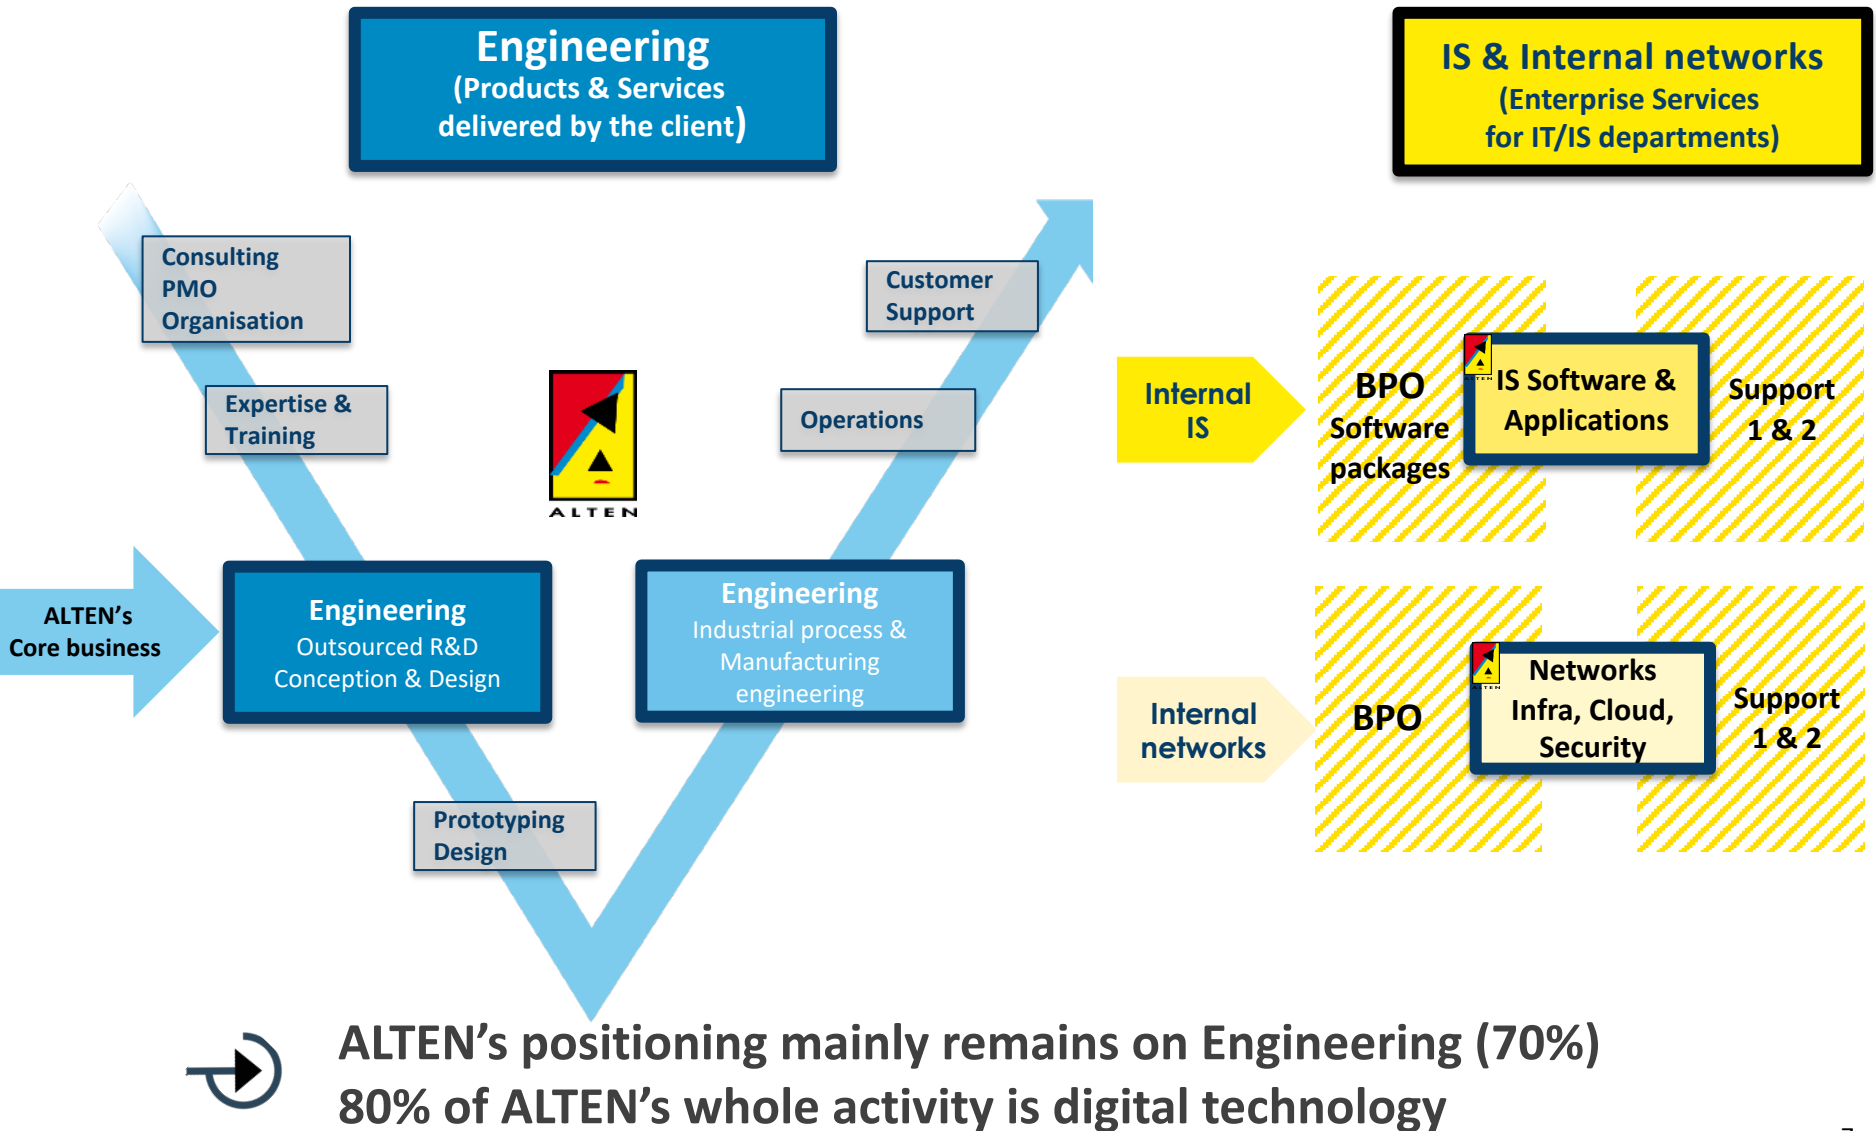 Engineering
(Products & Services
delivered by the client)
IS & Internal networks
(Enterprise Services
for IT/IS departments)
Consulting
PMO
Organisation
Expertise &
Training
Customer
Support
Operations
ALTEN
ALTEN's
Core business
Engineering
Outsourced R&D
Conception & Design
Engineering
Industrial process &
Manufacturing
engineering
Prototyping
Design
Internal
IS
BPO
Software
packages
ALTEN
IS Software &
Applications
Support
1 & 2
Internal
networks
BPO
ALTEN
Networks
Infra, Cloud,
Security
Support
1 & 2
ALTEN's positioning mainly remains on Engineering (70%)
80% of ALTEN's whole activity is digital technology